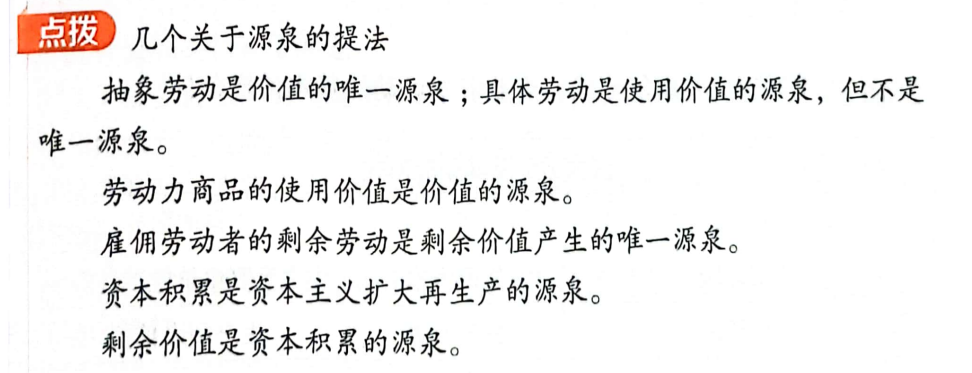 点拨 几个关于源泉的提法
抽象劳动是价值的唯一源泉；具体劳动是使用价值的源泉，但不是
唯一源泉。
劳动力商品的使用价值是价值的源泉。
雇佣劳动者的剩余劳动是剩余价值产生的唯一源泉。
资本积累是资本主义扩大再生产的源泉。
剩余价值是资本积累的源泉。